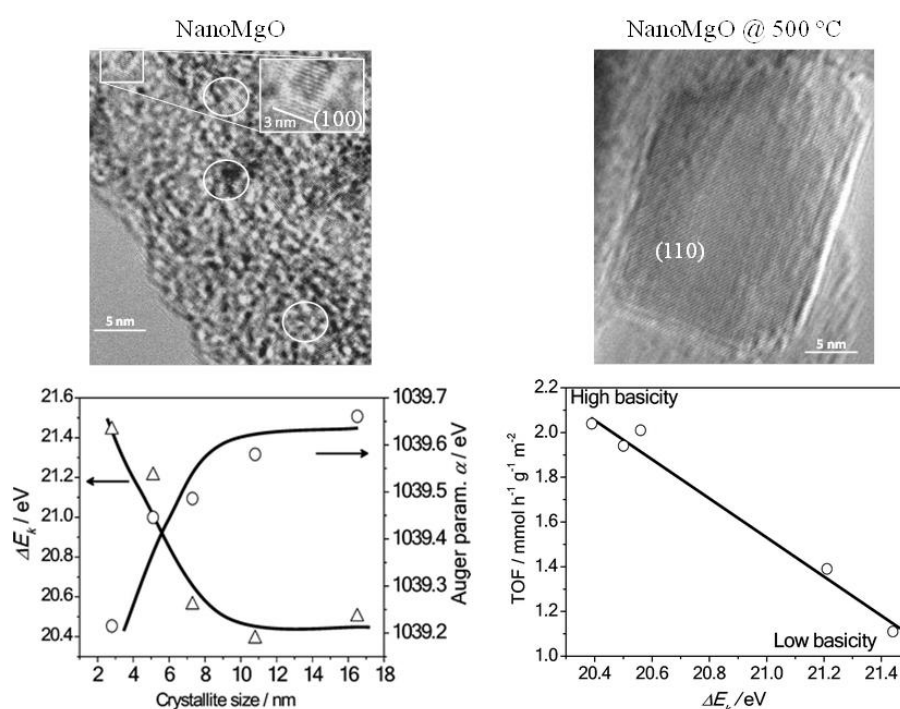 NanoMgO
3 nm
(100)
5 nm
NanoMgO @ 500 °C
(110)
5 nm
21.6
21.4
21.2
21.0
20.8
20.6
20.4
ΔEk / eV
1039.7
1039.6
1039.5
1039.4
1039.3
1039.2
Auger param. α / eV
2 4 6 8 10 12 14 16 18
Crystallite size / nm
2.2
2.0
1.8
1.6
1.4
1.2
1.0
TOF / mmol h⁻¹ g⁻¹ m⁻²
High basicity
Low basicity
20.4 20.6 20.8 21.0 21.2 21.4
ΔEk / eV